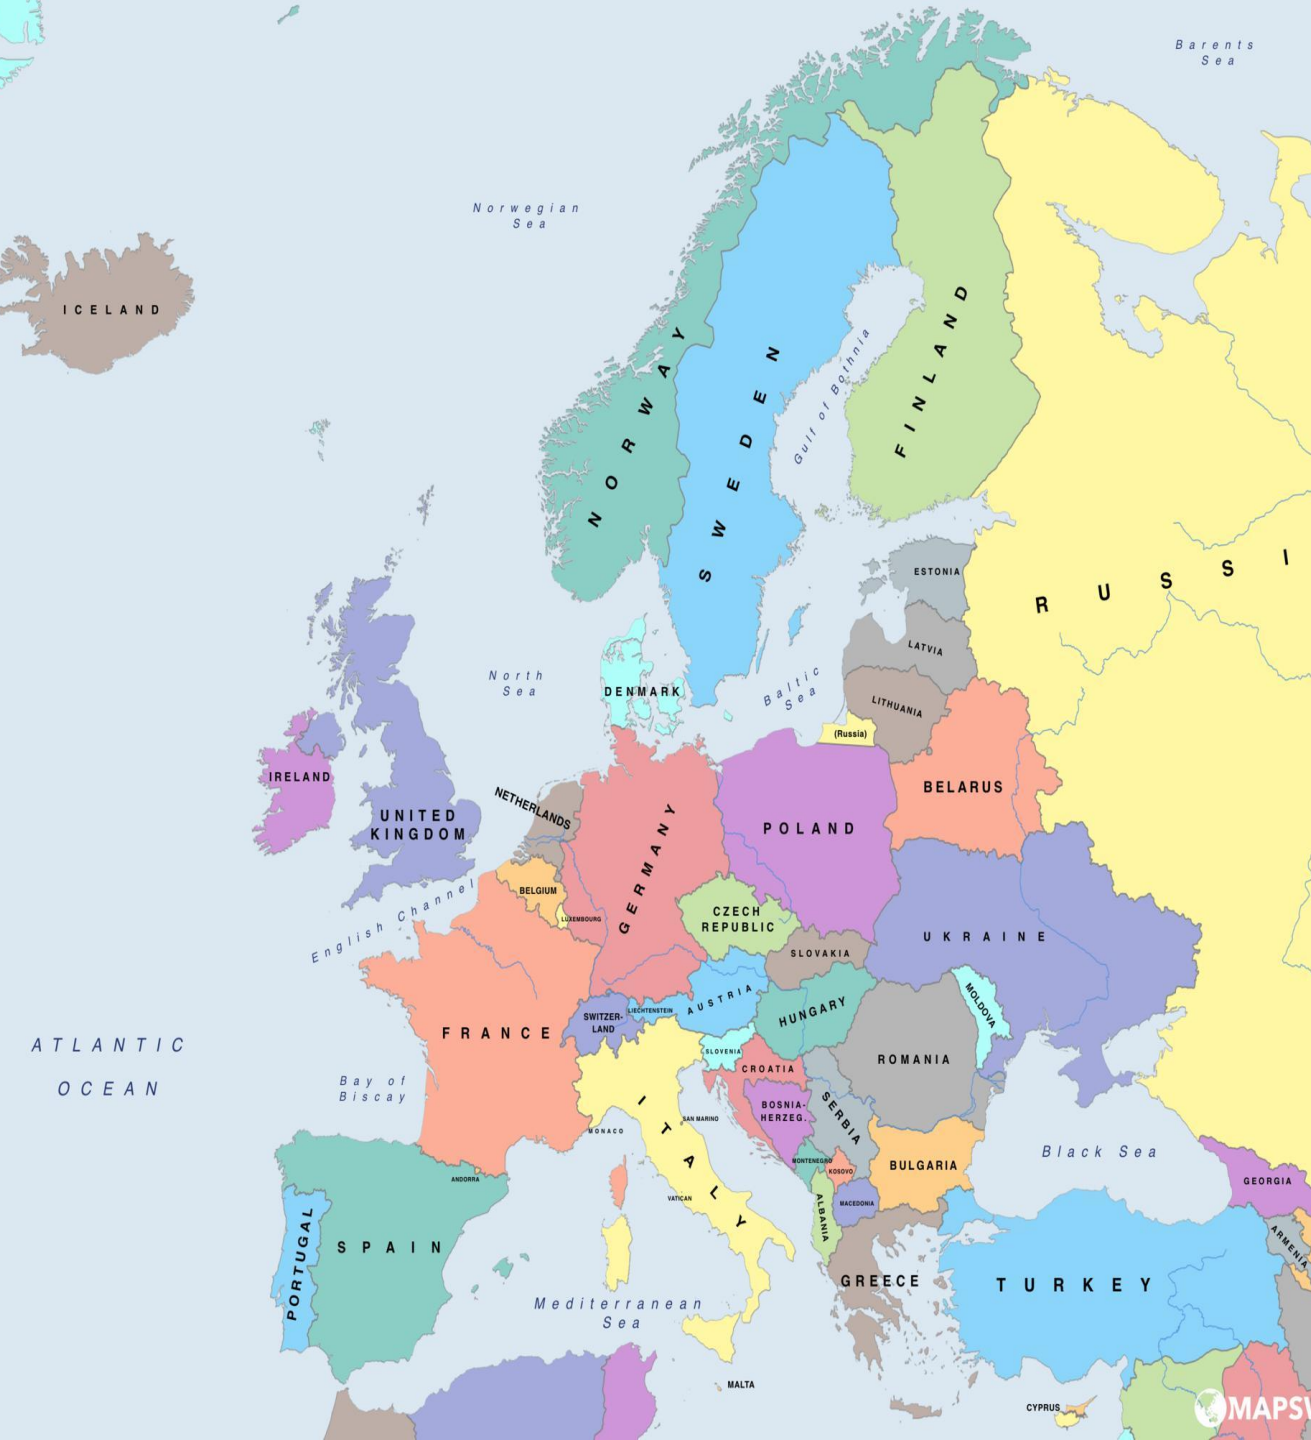 Barents
Sea
Norwegian
Sea
ICELAND
NORWAY
SWEDEN
FINLAND
Gulf of Bothnia
RUSSI
ESTONIA
LATVIA
LITHUANIA
(Russia)
North
Sea
DENMARK
Baltic
Sea
IRELAND
UNITED
KINGDOM
NETHERLANDS
BELGIUM
LUXEMBOURG
GERMANY
POLAND
BELARUS
English Channel
CZECH
REPUBLIC
SLOVAKIA
UKRAINE
MOLDOVA
ATLANTIC
OCEAN
FRANCE
SWITZER-
LAND
LIECHTENSTEIN
AUSTRIA
HUNGARY
ROMANIA
Bay of
Biscay
SLOVENIA
CROATIA
BOSNIA-
HERZEG.
SERBIA
MONACO
SAN MARINO
ITALY
VATICAN
MONTENEGRO
KOSOVO
BULGARIA
Black Sea
GEORGIA
ARMENIA
ANDORRA
PORTUGAL
SPAIN
ALBANIA
MACEDONIA
GREECE
TURKEY
Mediterranean
Sea
MALTA
CYPRUS
MAPSW